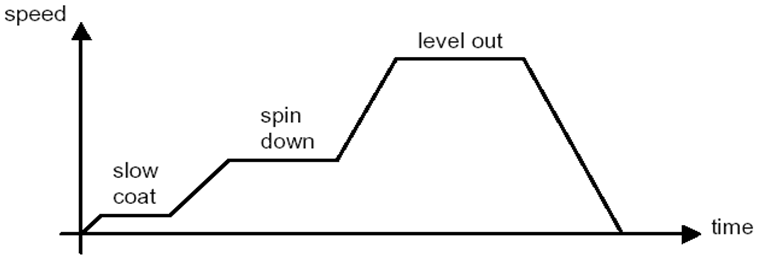 speed
level out
spin
down
slow
coat
time